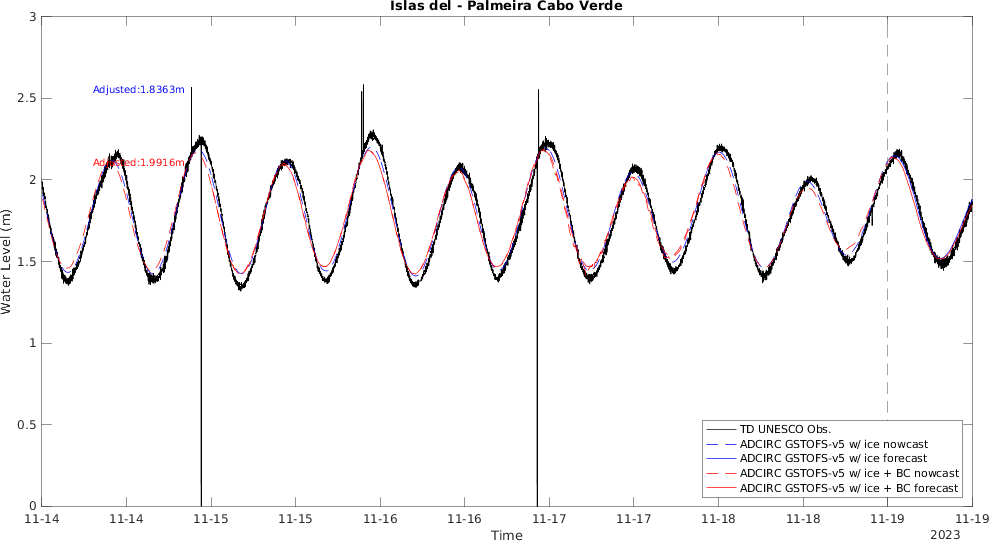 Islas del - Palmeira Cabo Verde
3
2.5
2
1.5
1
0.5
0
Water Level (m)
Adjusted:1.8363m
Adjusted:1.9916m
TD UNESCO Obs.
ADCIRC GSTOFS-v5 w/ ice nowcast
ADCIRC GSTOFS-v5 w/ ice forecast
ADCIRC GSTOFS-v5 w/ ice + BC nowcast
ADCIRC GSTOFS-v5 w/ ice + BC forecast
11-14 11-14 11-15 11-15 11-16 11-16 11-17 11-17 11-18 11-18 11-19 11-19
Time
2023